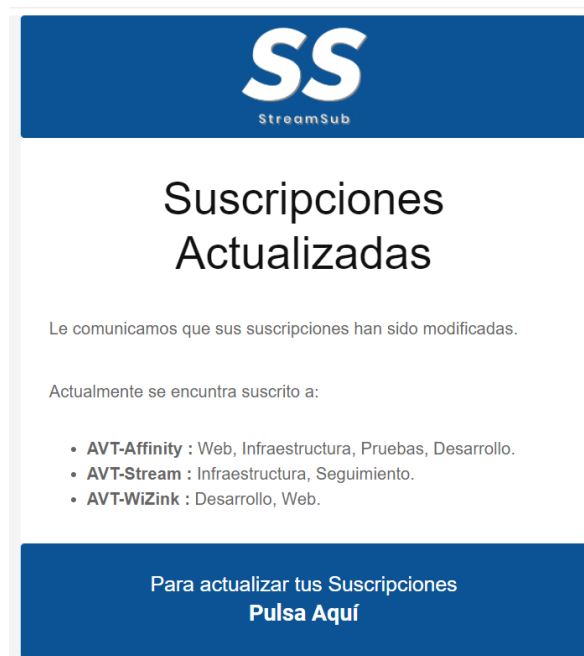 SS
StreamSub
Suscripciones
Actualizadas
Le comunicamos que sus suscripciones han sido modificadas.
Actualmente se encuntra suscrito a:
• AVT-Affinity : Web, Infraestructura, Pruebas, Desarrollo.
• AVT-Stream : Infraestructura, Seguimiento.
• AVT-WiZink : Desarrollo, Web.
Para actualizar tus Suscripciones
Pulsa Aquí